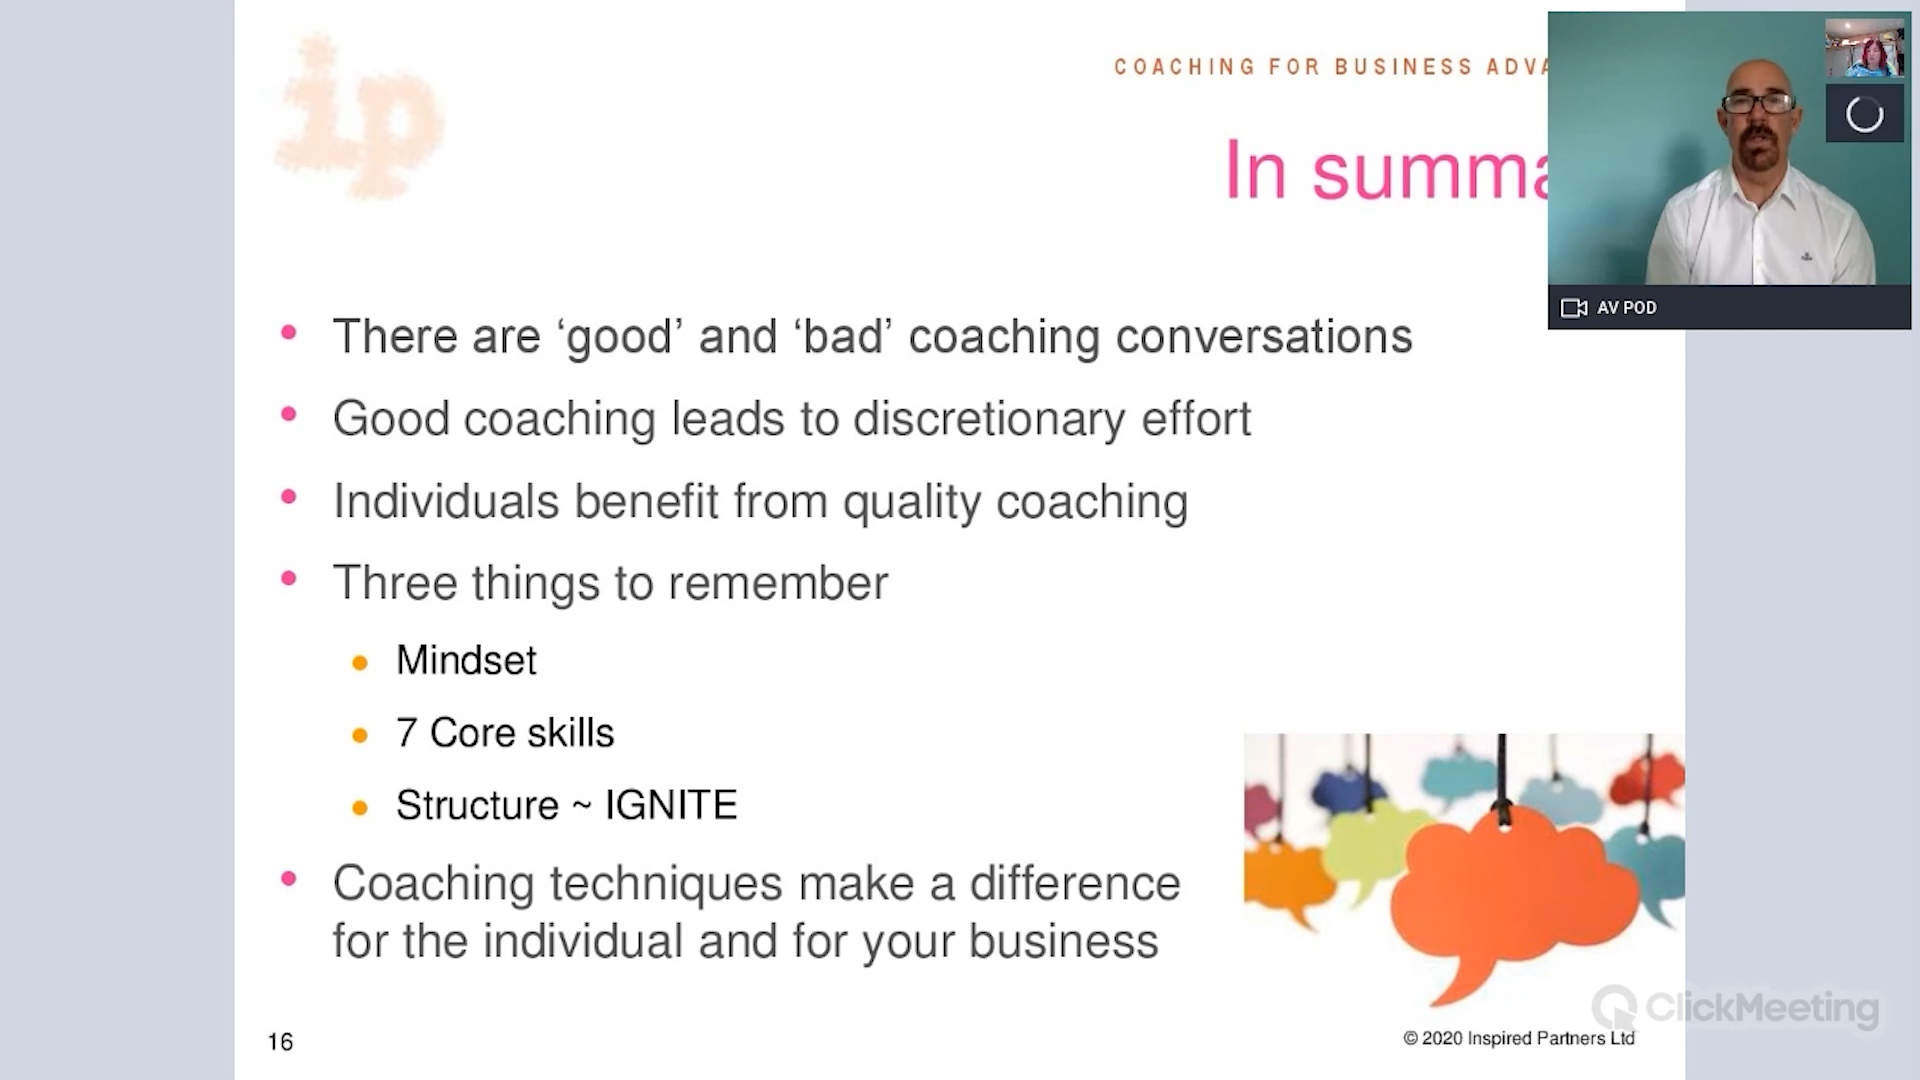 ip
COACHING FOR BUSINESS
In
There are ‘good’ and ‘bad’ coaching conversations
Good coaching leads to discretionary effort
Individuals benefit from quality coaching
Three things to remember
Mindset
7 Core skills
Structure ~ IGNITE
Coaching techniques make a difference
for the individual and for your business
16
© 2020 Inspired Partners Ltd
AV POD
ClickMeeting